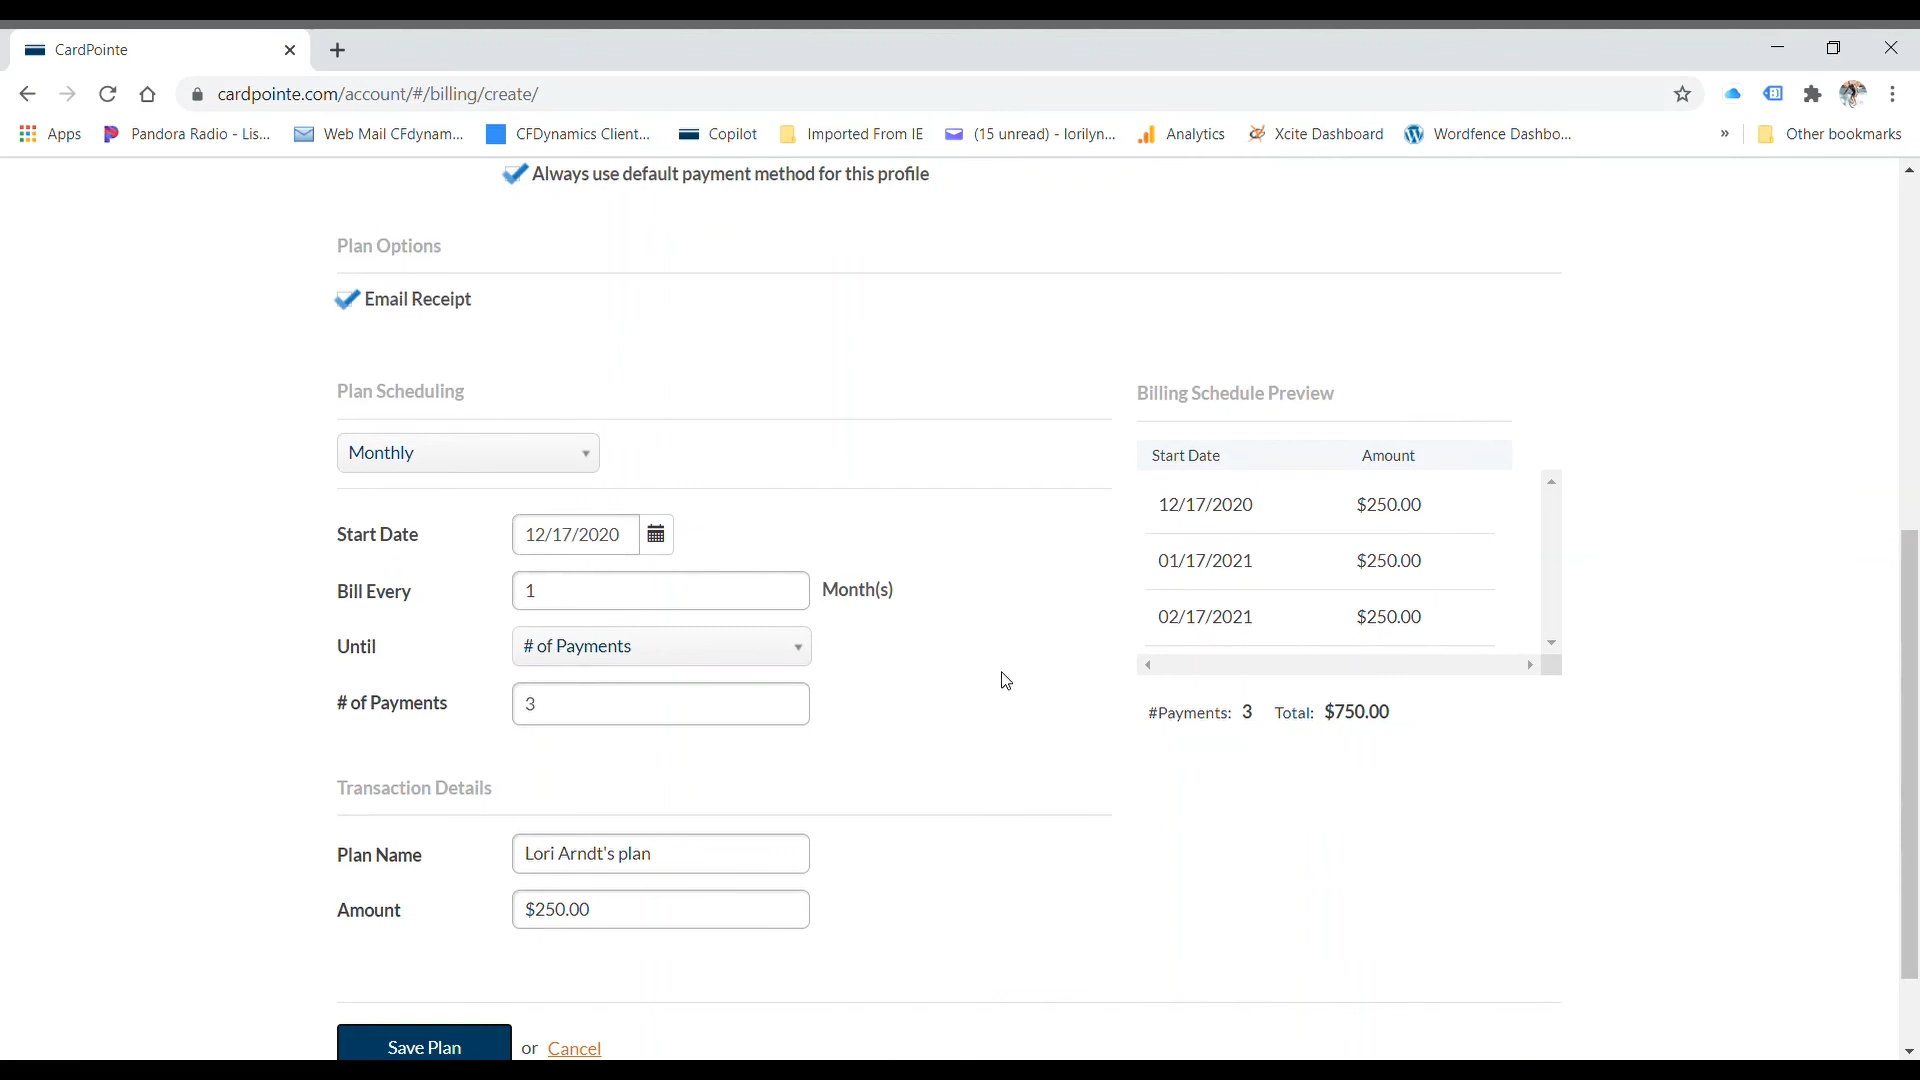 CardPointe
cardpointe.com/account/#/billing/create/
Apps Pandora Radio - Lis... Web Mail CFdynam... CFDynamics Client... Copilot Imported From IE (15 unread) - lorilyn... Analytics Xcite Dashboard Wordfence Dashbo... » Other bookmarks
Always use default payment method for this profile
Plan Options
Email Receipt
Plan Scheduling
Monthly
Start Date 12/17/2020
Bill Every 1 Month(s)
Until # of Payments
# of Payments 3
Billing Schedule Preview
Start Date Amount
12/17/2020 $250.00
01/17/2021 $250.00
02/17/2021 $250.00
#Payments: 3 Total: $750.00
Transaction Details
Plan Name Lori Arndt's plan
Amount $250.00
Save Plan or Cancel